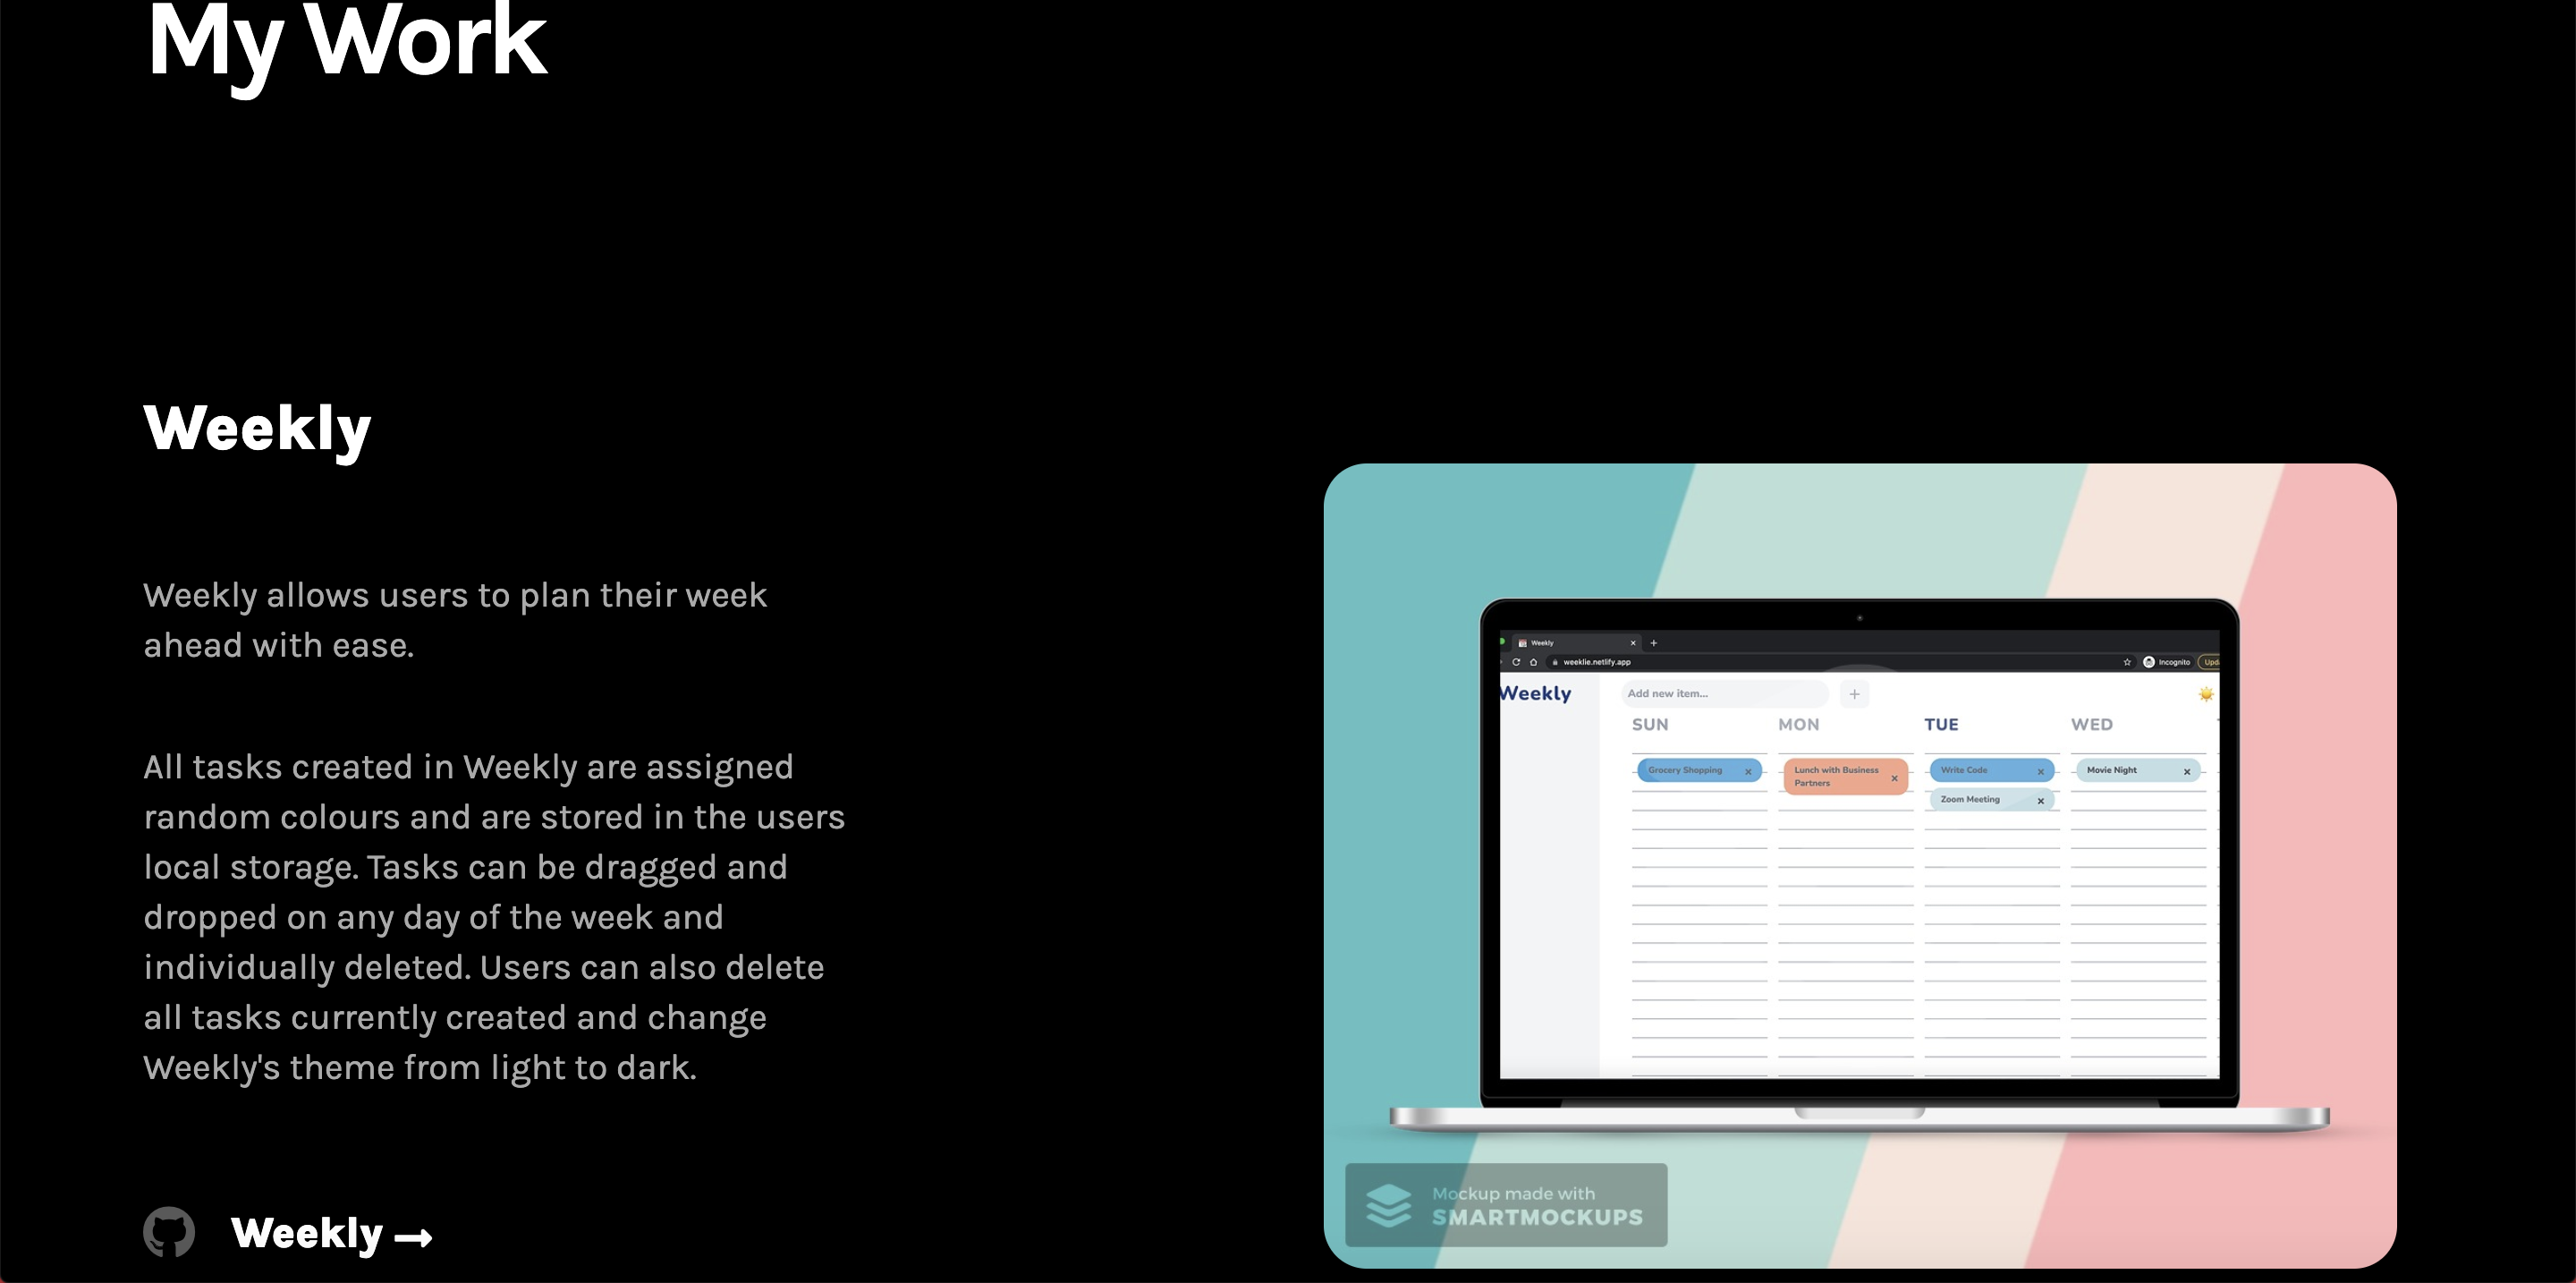 My Work
Weekly
Weekly allows users to plan their week
ahead with ease.
All tasks created in Weekly are assigned
random colours and are stored in the users
local storage. Tasks can be dragged and
dropped on any day of the week and
individually deleted. Users can also delete
all tasks currently created and change
Weekly's theme from light to dark.
Weekly →
Weekly × +
weeklie.netlify.app
Incognito
Weekly
Add new item... +
SUN MON TUE WED
Grocery Shopping ×
Lunch with Business
Partners ×
Write Code ×
Zoom Meeting ×
Movie Night ×
Mockup made with
SMARTMOCKUPS